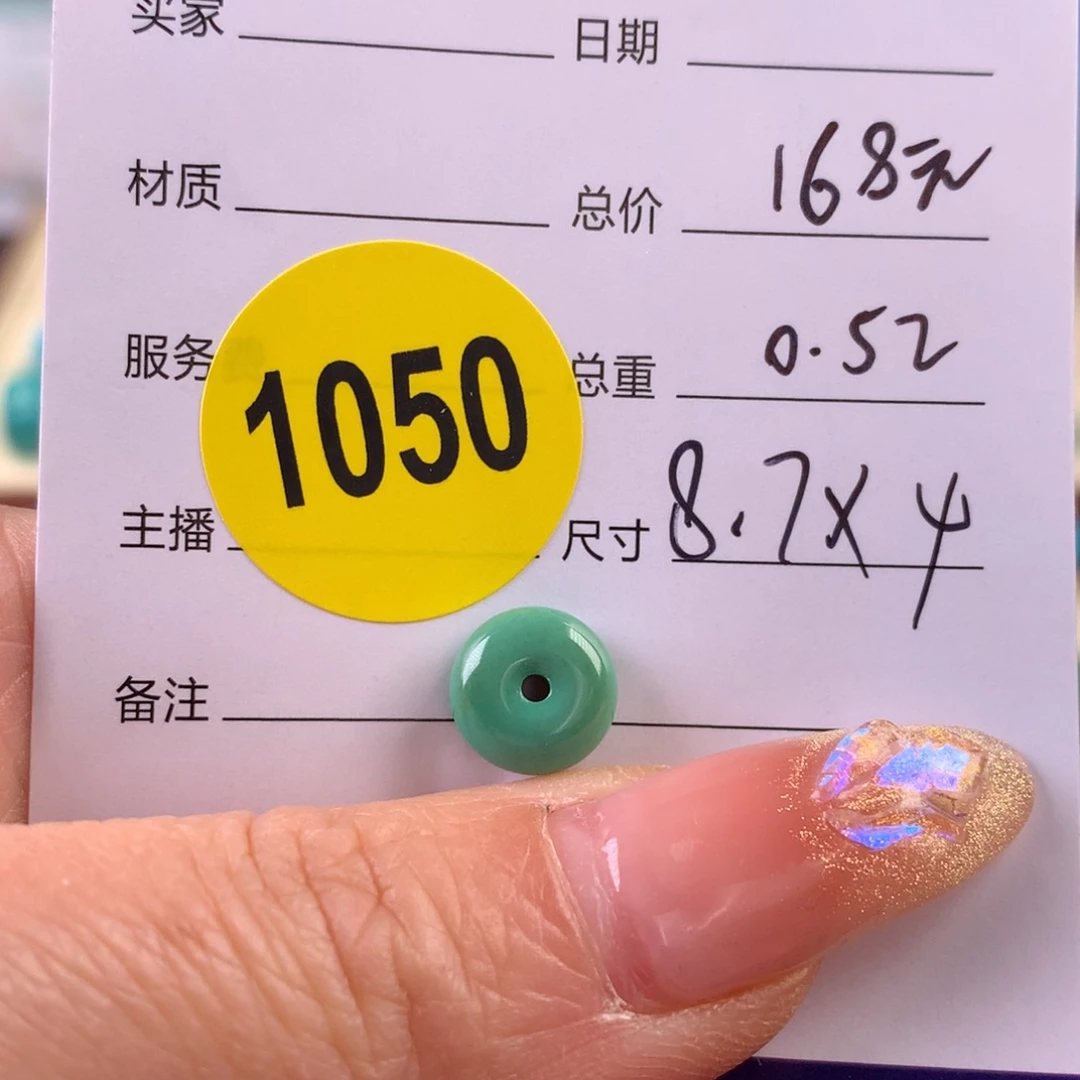 买家 日期
材质 总价 168元
服务费 总重 0.52
1050
主播 尺寸 8.7X4
备注